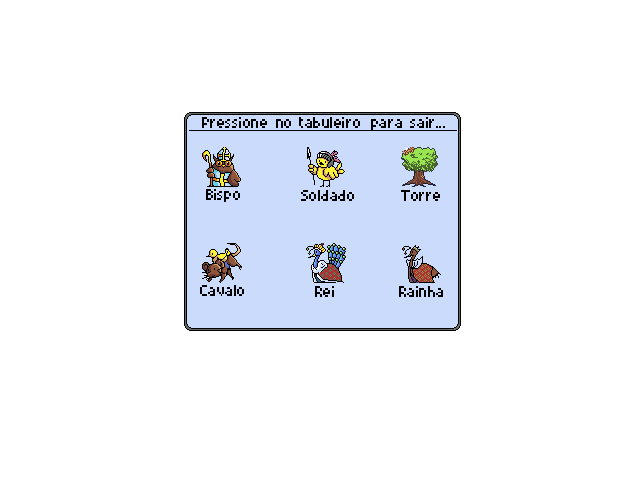 Pressione no tabuleiro para sair...
Bispo Soldado Torre
Cavalo Rei Rainha